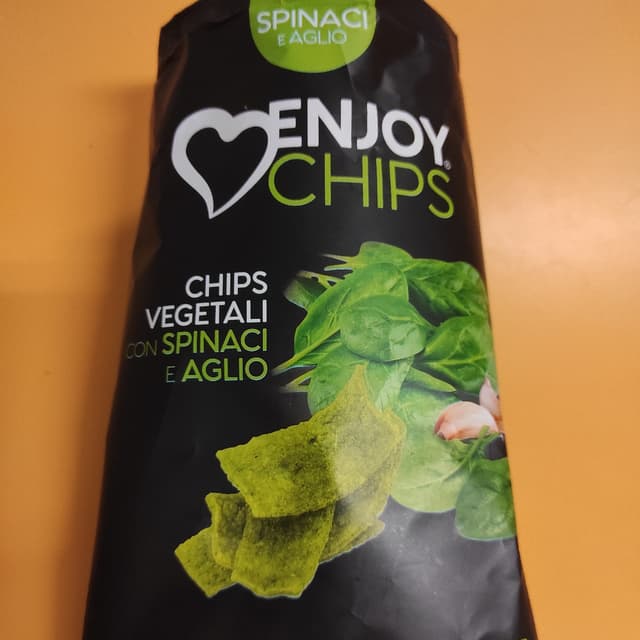 SPINACI
E AGLIO
ENJOY®
CHIPS
CHIPS
VEGETALI
CON SPINACI
E AGLIO